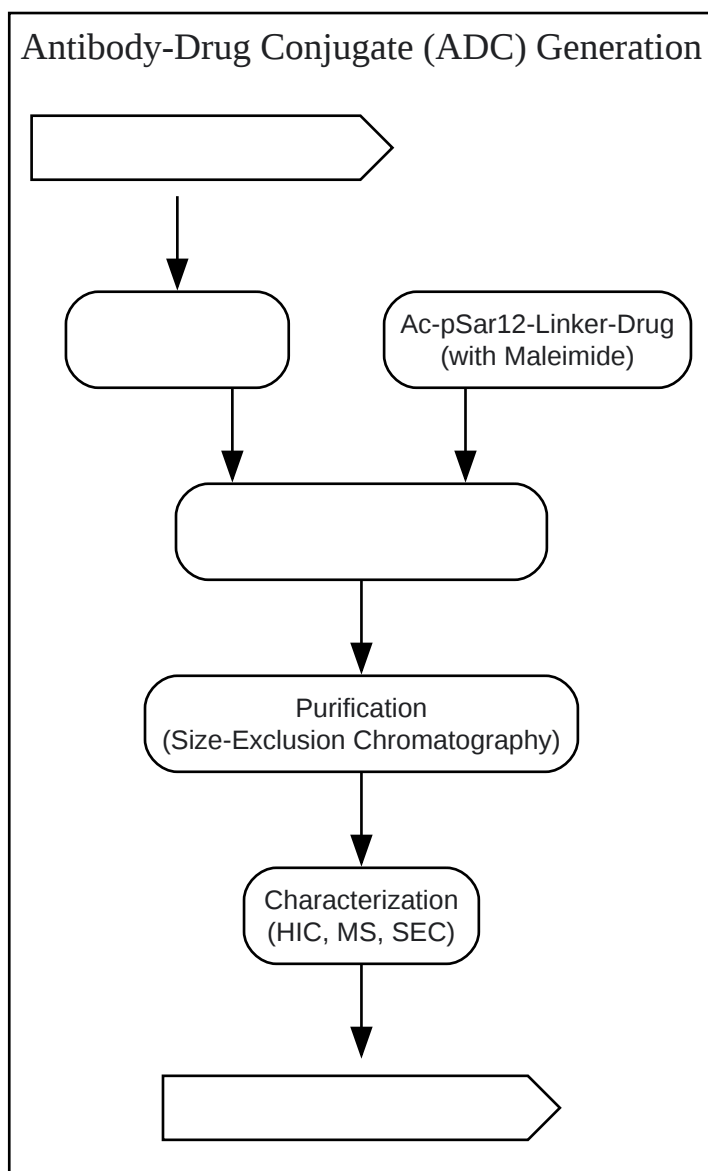 Antibody-Drug Conjugate (ADC) Generation
Ac-pSar12-Linker-Drug
(with Maleimide)
Purification
(Size-Exclusion Chromatography)
Characterization
(HIC, MS, SEC)